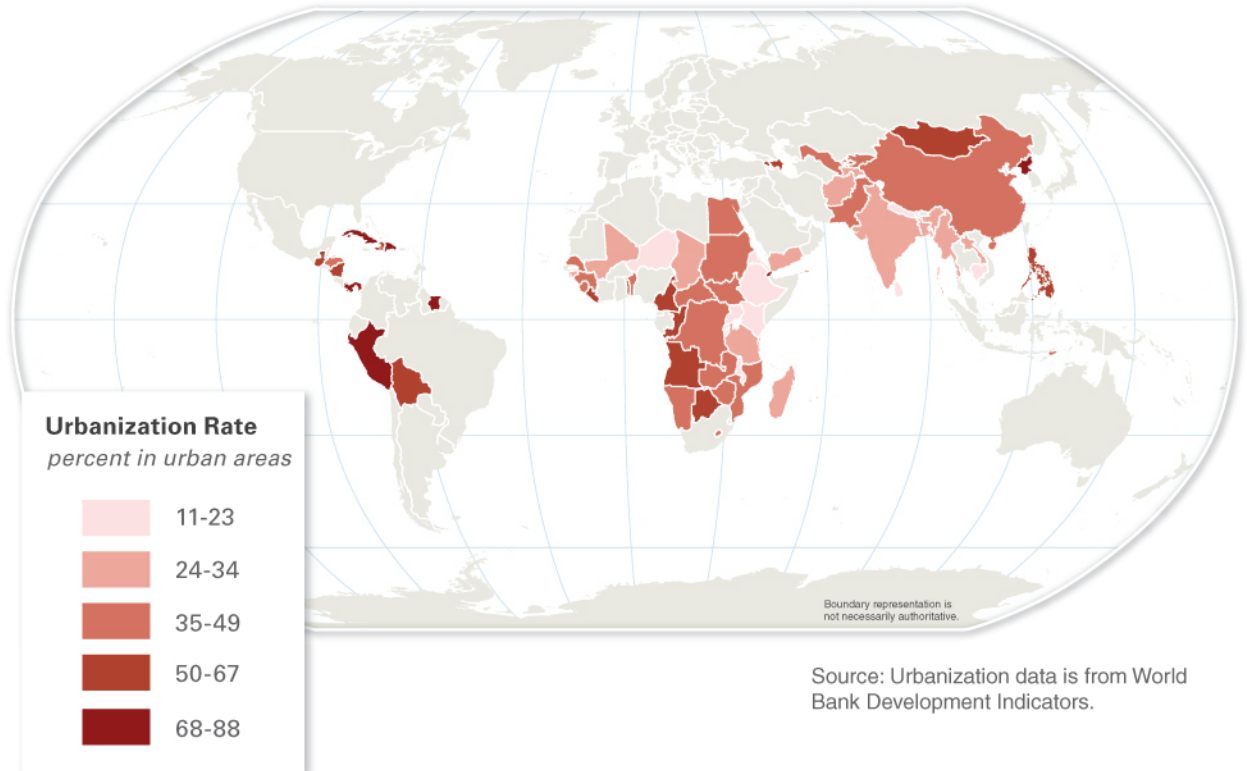 Urbanization Rate
percent in urban areas
11-23
24-34
35-49
50-67
68-88
Boundary representation is
not necessarily authoritative.
Source: Urbanization data is from World
Bank Development Indicators.